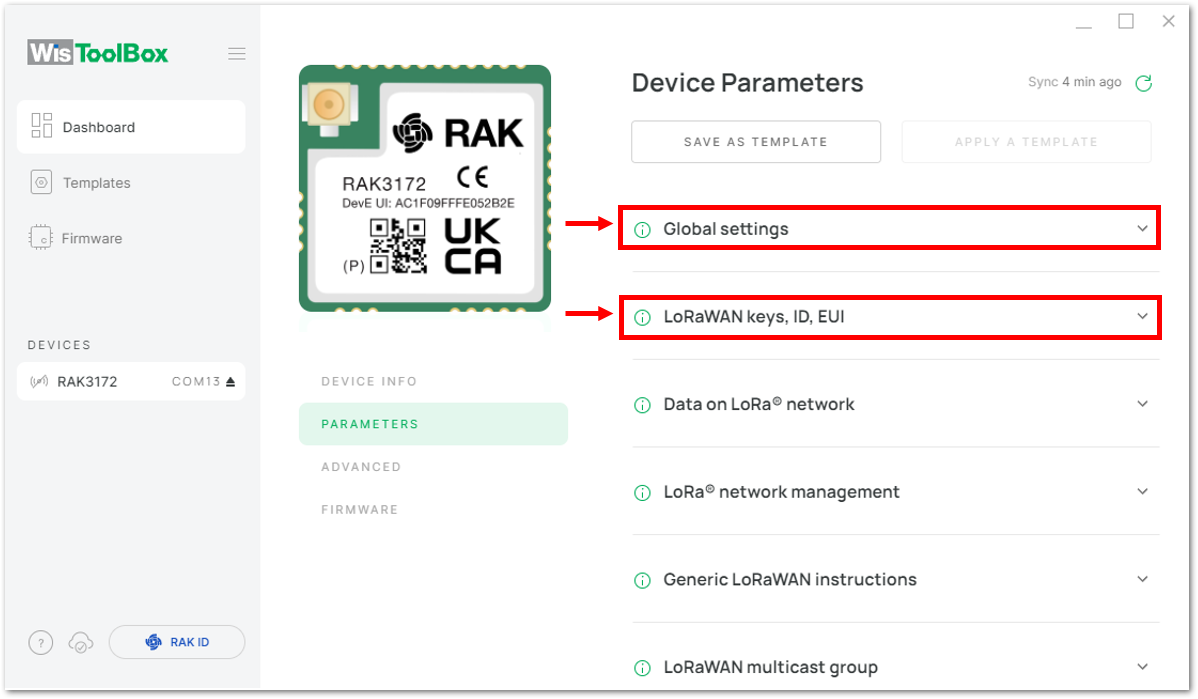 WisToolBox
Dashboard
Templates
Firmware
DEVICES
RAK3172 COM13
?
RAK ID
RAK
RAK3172 CE
DevE UI: AC1F09FFFE052B2E
UK
CA
(P)
DEVICE INFO
PARAMETERS
ADVANCED
FIRMWARE
Device Parameters
Sync 4 min ago
SAVE AS TEMPLATE
APPLY A TEMPLATE
Global settings
LoRaWAN keys, ID, EUI
Data on LoRa® network
LoRa® network management
Generic LoRaWAN instructions
LoRaWAN multicast group